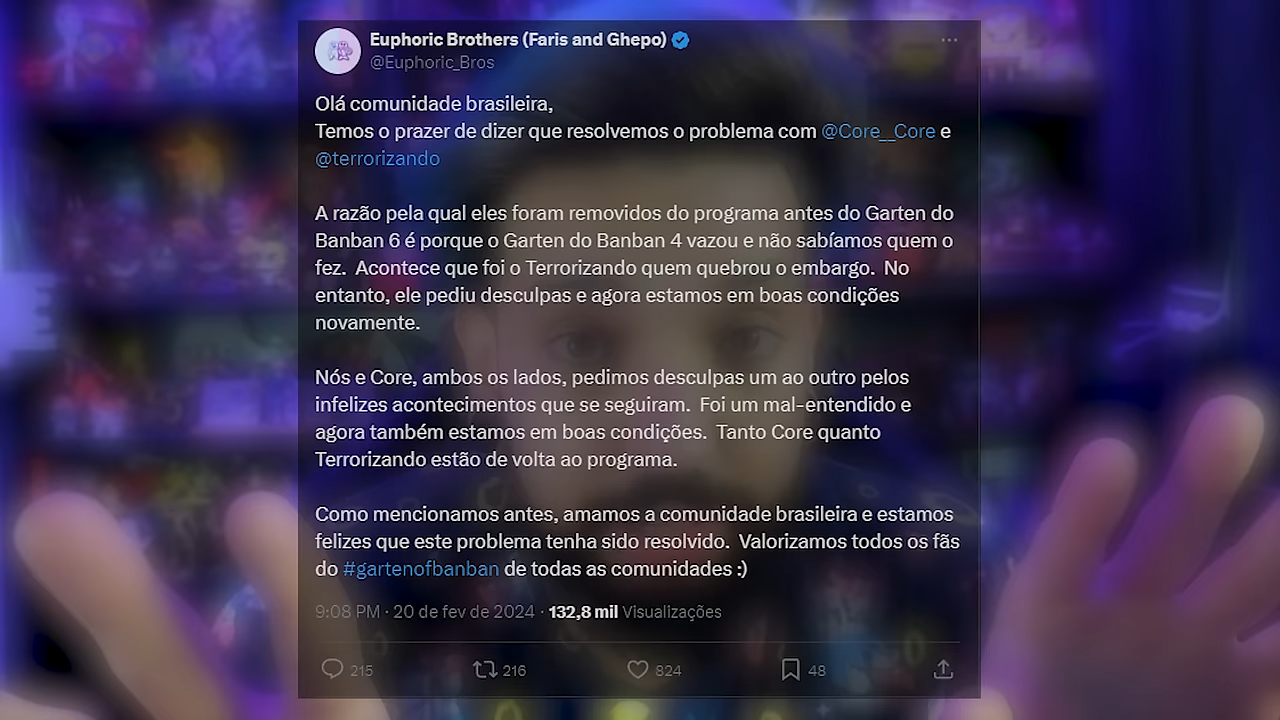 Euphoric Brothers (Faris and Ghepo)
@Euphoric_Bros
Olá comunidade brasileira,
Temos o prazer de dizer que resolvemos o problema com @Core__Core e
@terrorizando
A razão pela qual eles foram removidos do programa antes do Garten do
Banban 6 é porque o Garten do Banban 4 vazou e não sabíamos quem o
fez.  Acontece que foi o Terrorizando quem quebrou o embargo.  No
entanto, ele pediu desculpas e agora estamos em boas condições
novamente.
Nós e Core, ambos os lados, pedimos desculpas um ao outro pelos
infelizes acontecimentos que se seguiram.  Foi um mal-entendido e
agora também estamos em boas condições.  Tanto Core quanto
Terrorizando estão de volta ao programa.
Como mencionamos antes, amamos a comunidade brasileira e estamos
felizes que este problema tenha sido resolvido.  Valorizamos todos os fãs
do #gartenofbanban de todas as comunidades :)
9:08 PM · 20 de fev de 2024 · 132,8 mil Visualizações
215 216 824 48